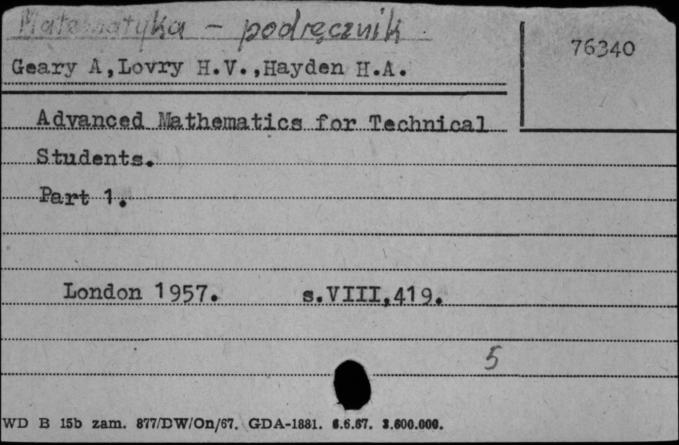 Matematyka - podręcznik
76340
Geary A,Lovry H.V.,Hayden H.A.
Advanced Mathematics for Technical
Students.
Part 1.
London 1957. s.VIII,419.
5
WD B 15b zam. 877/DW/On/67. GDA-1881. 6.6.67. 3.600.000.